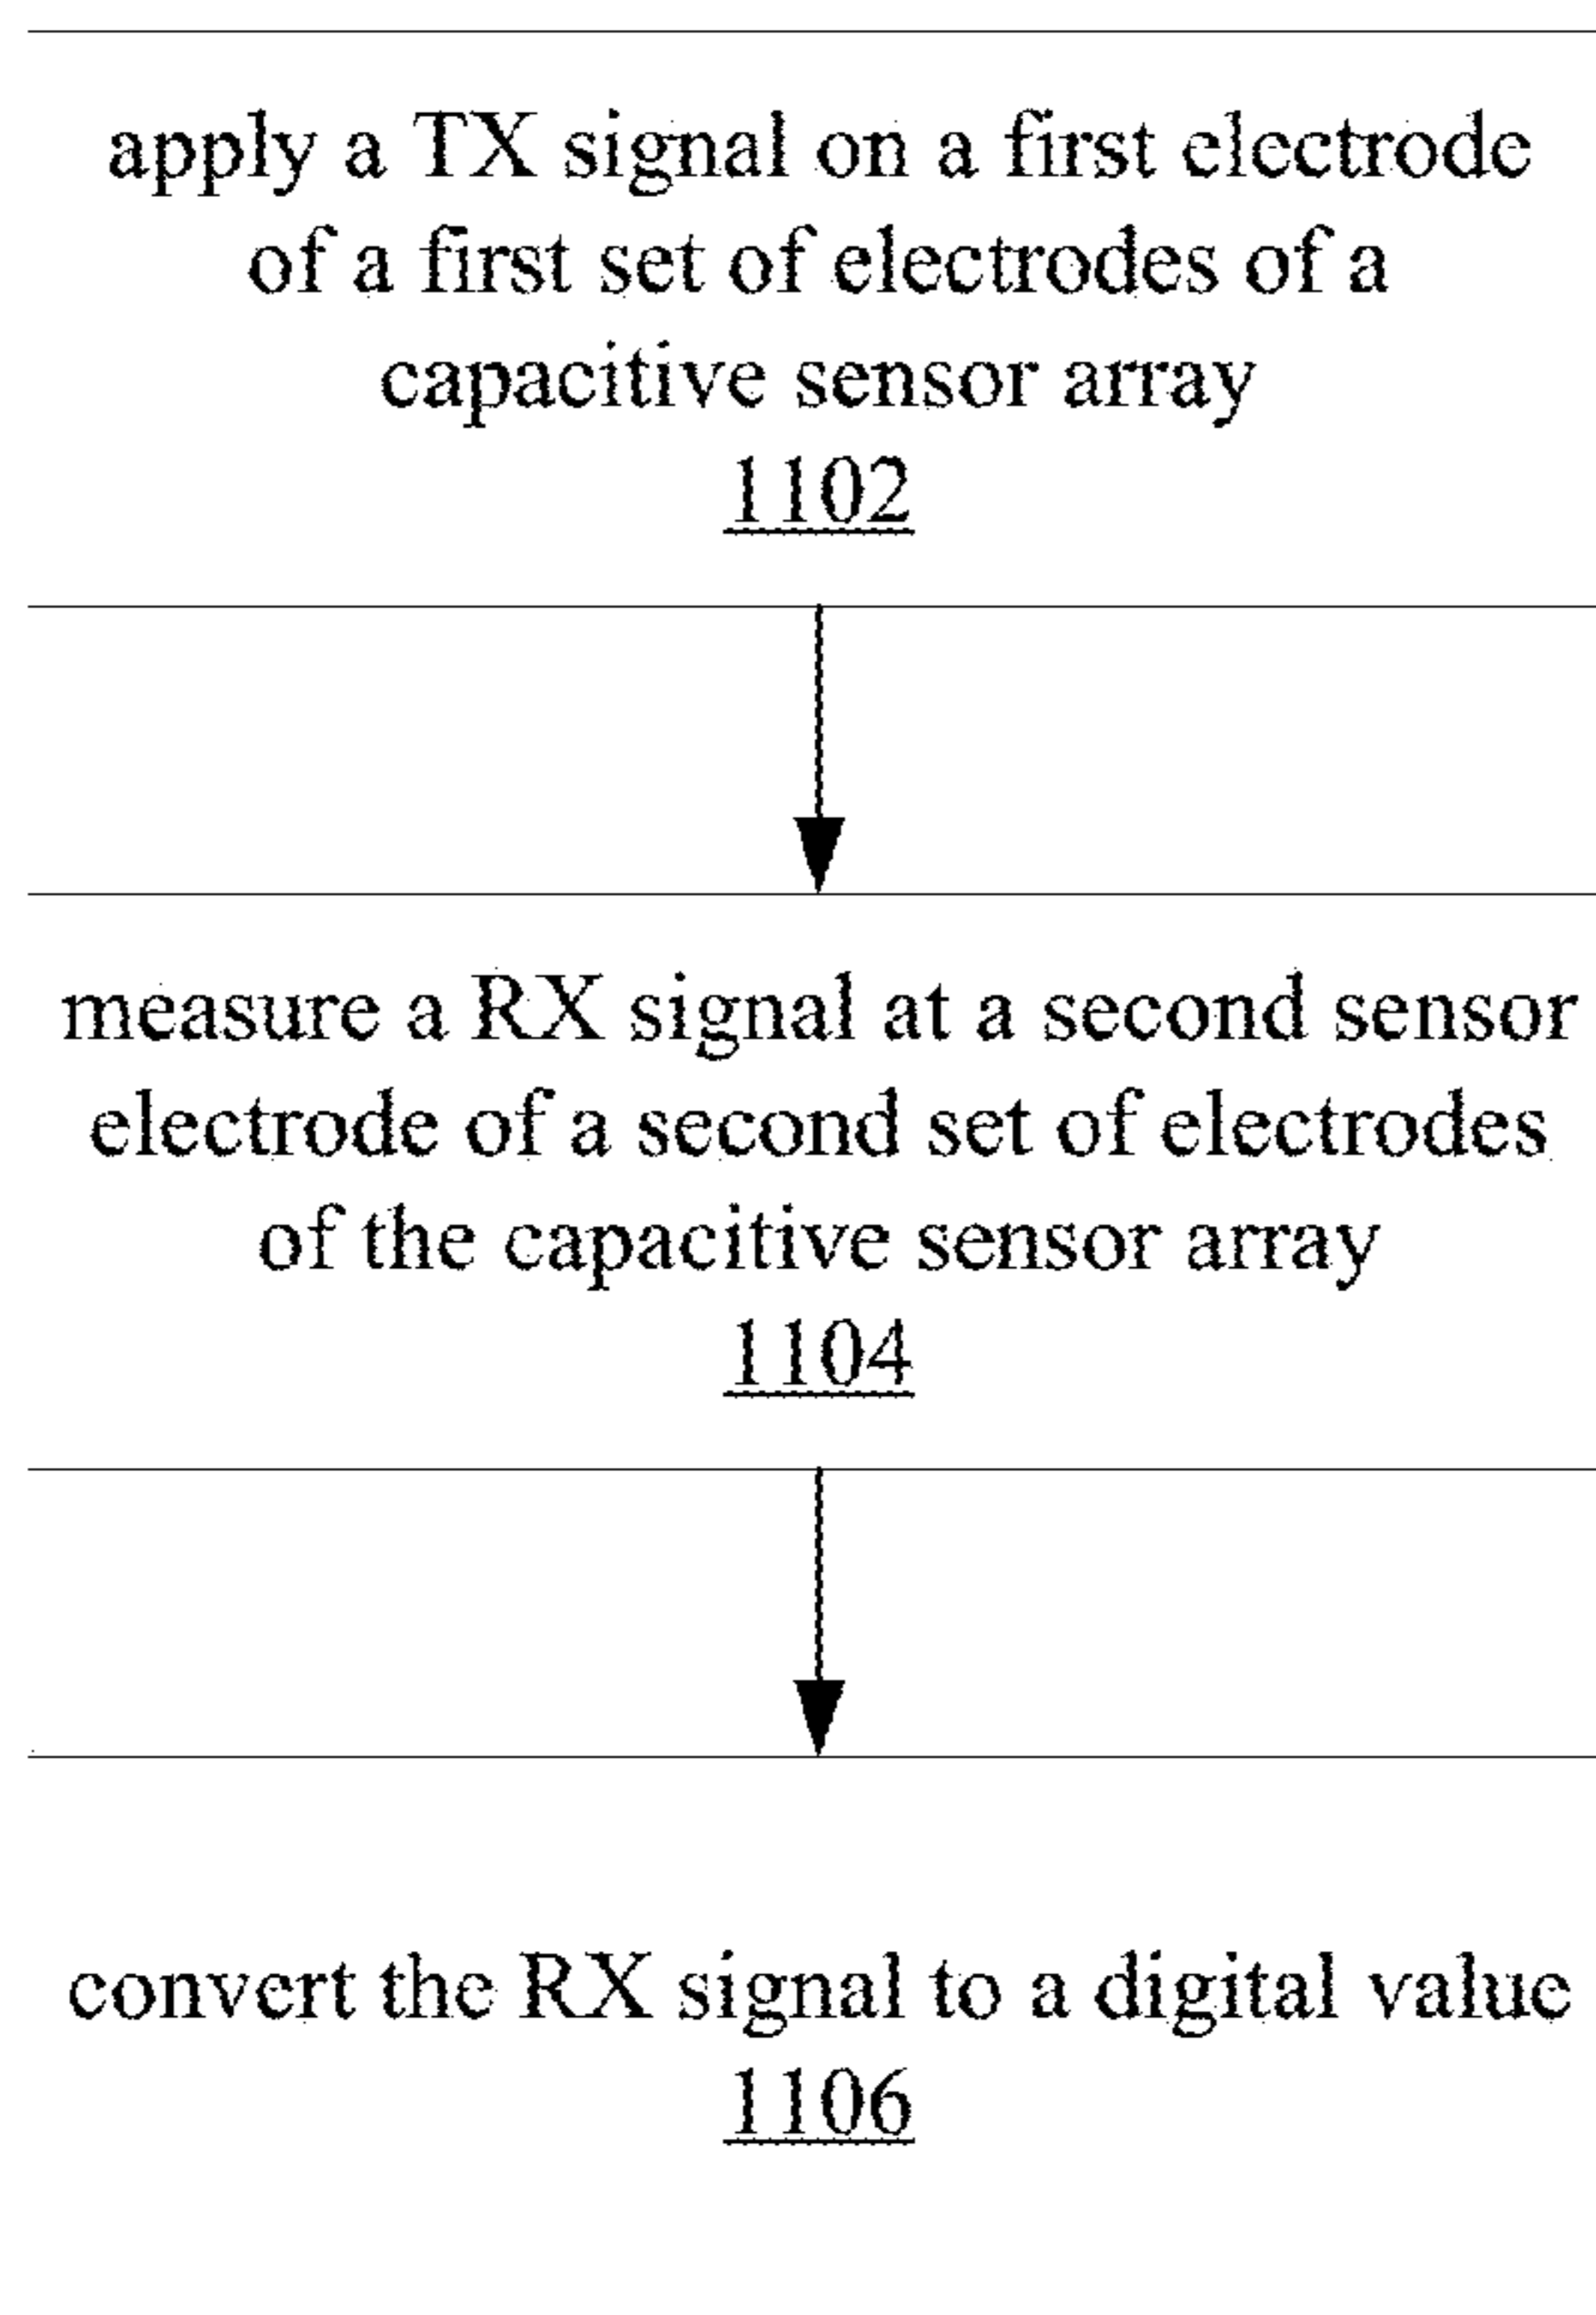 apply a TX signal on a first electrode
of a first set of electrodes of a
capacitive sensor array
1102
measure a RX signal at a second sensor
electrode of a second set of electrodes
of the capacitive sensor array
1104
convert the RX signal to a digital value
1106